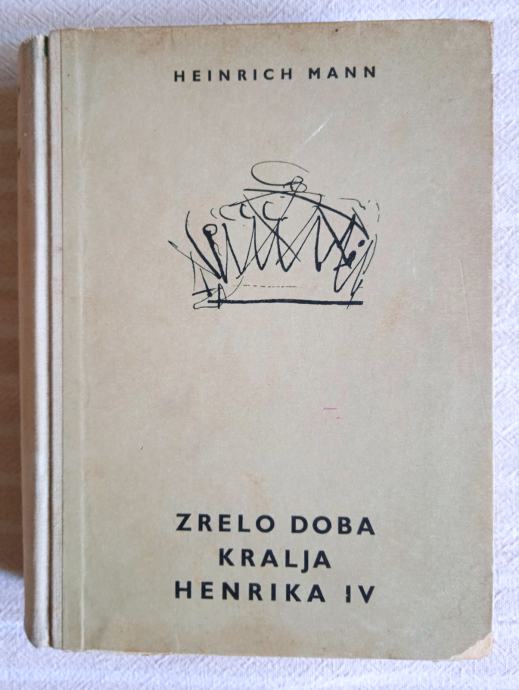 HEINRICH MANN
ZRELO DOBA
KRALJA
HENRIKA IV